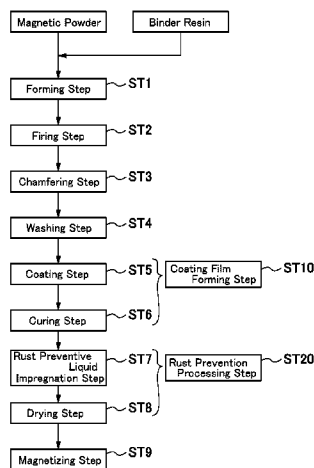 Magnetic Powder
Binder Resin
Forming Step
ST1
Firing Step
ST2
Chamfering Step
ST3
Washing Step
ST4
Coating Step
ST5
Coating Film
Forming Step
ST10
Curing Step
ST6
Rust Preventive
Liquid
Impregnation Step
ST7
Rust Prevention
Processing Step
ST20
Drying Step
ST8
Magnetizing Step
ST9